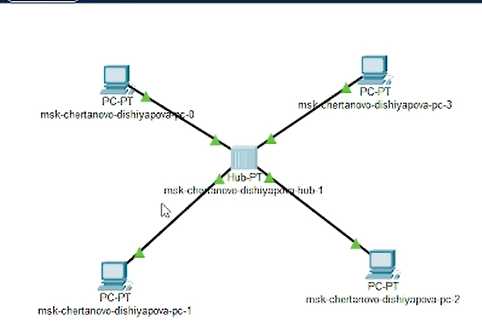 PC-PT
msk-chertanovo-dishiyapova-pc-0
PC-PT
msk-chertanovo-dishiyapova-pc-3
Hub-PT
msk-chertanovo-dishiyapova-hub-1
PC-PT
msk-chertanovo-dishiyapova-pc-1
PC-PT
msk-chertanovo-dishiyapova-pc-2